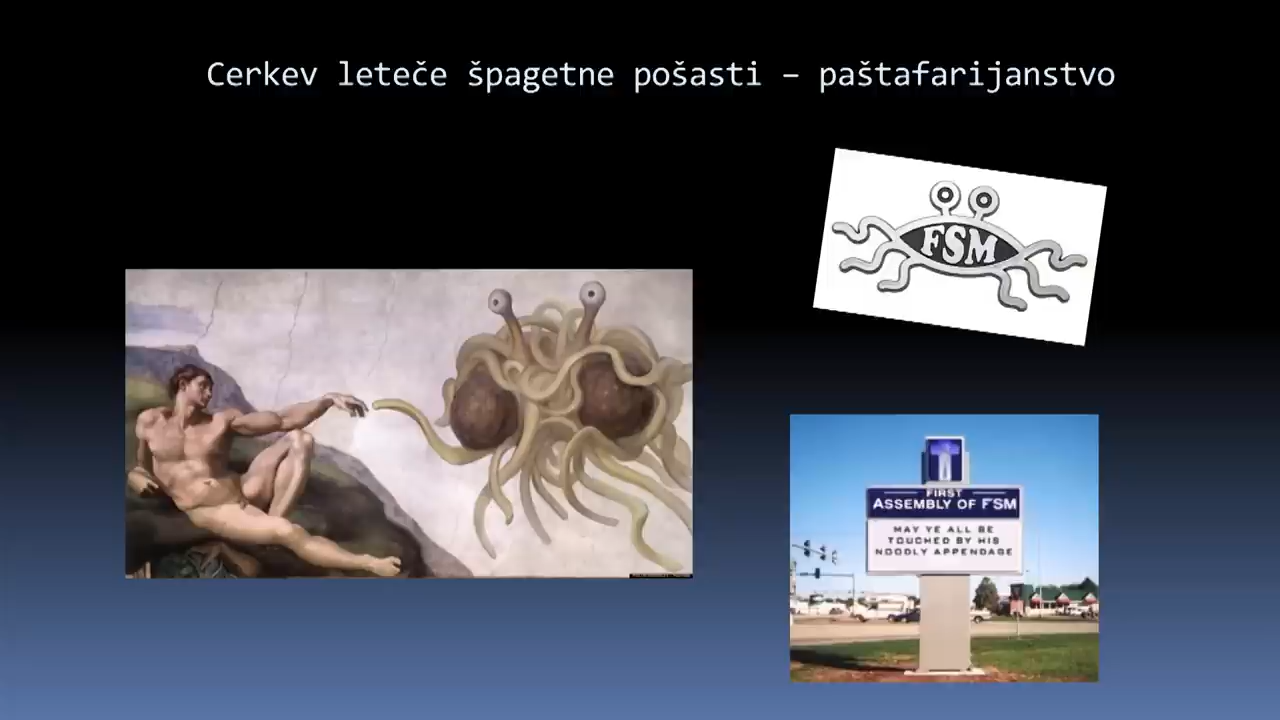 Cerkev leteče špagetne pošasti – paštafarijanstvo
FSM
FIRST
ASSEMBLY OF FSM
MAY YE ALL BE
TOUCHED BY HIS
NOODLY APPENDAGE